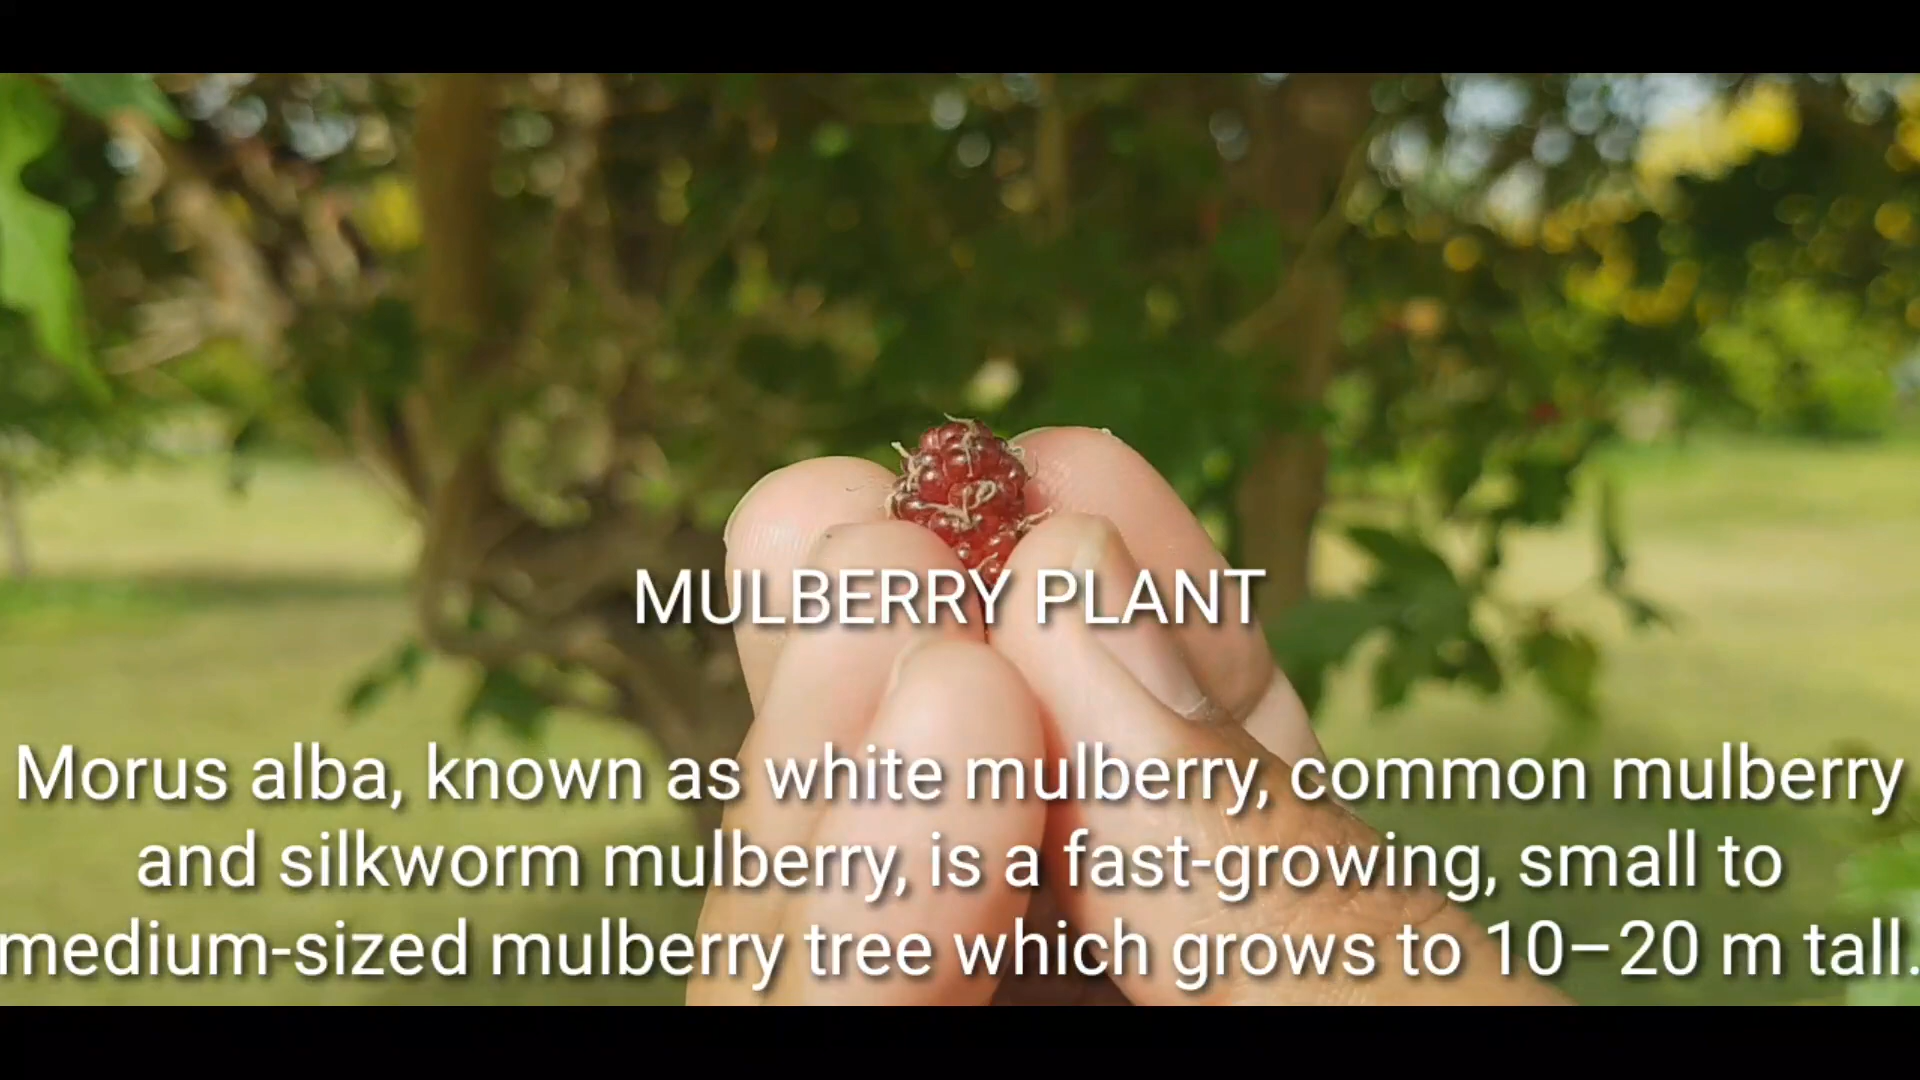 MULBERRY PLANT
Morus alba, known as white mulberry, common mulberry
and silkworm mulberry, is a fast-growing, small to
medium-sized mulberry tree which grows to 10–20 m tall.